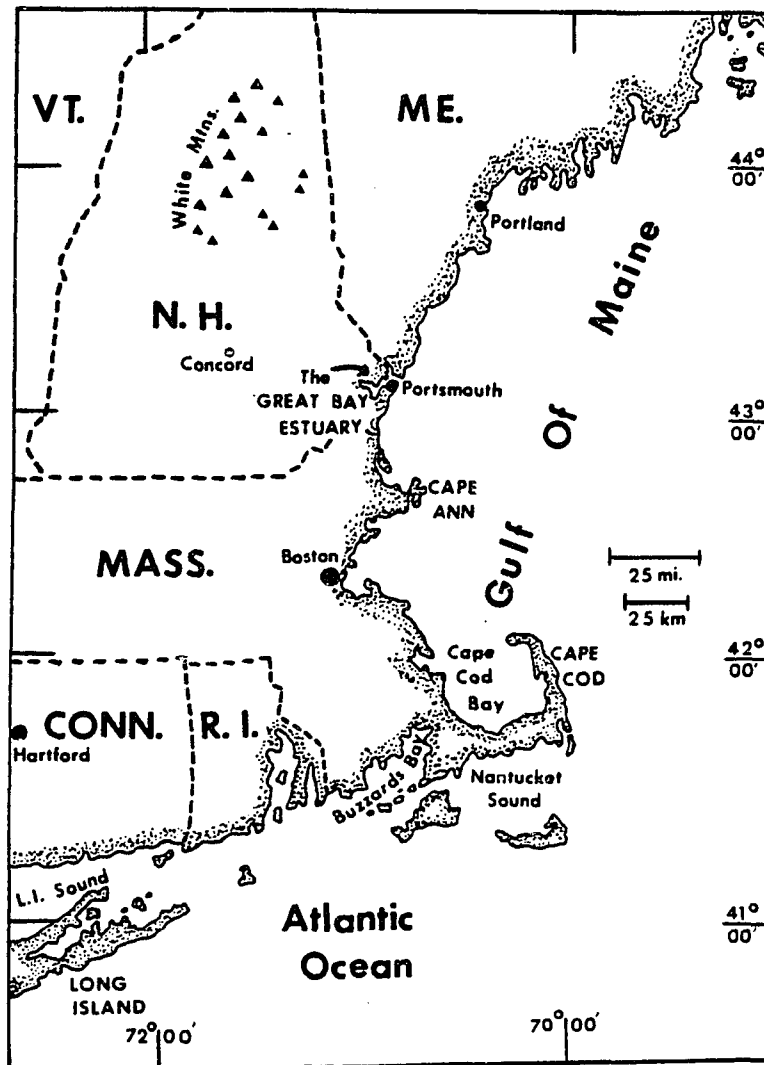 VT.
White Mtns.
ME.
44°
00'
Portland
Gulf Of Maine
N. H.
Concord
The
GREAT BAY
ESTUARY
Portsmouth
43°
00'
CAPE
ANN
MASS.
Boston
25 mi.
25 km
42°
00'
Cape
Cod
Bay
CAPE
COD
CONN.
R. I.
Hartford
Buzzards Bay
Nantucket
Sound
L.I. Sound
41°
00'
Atlantic
Ocean
LONG
ISLAND
72°00'
70°00'